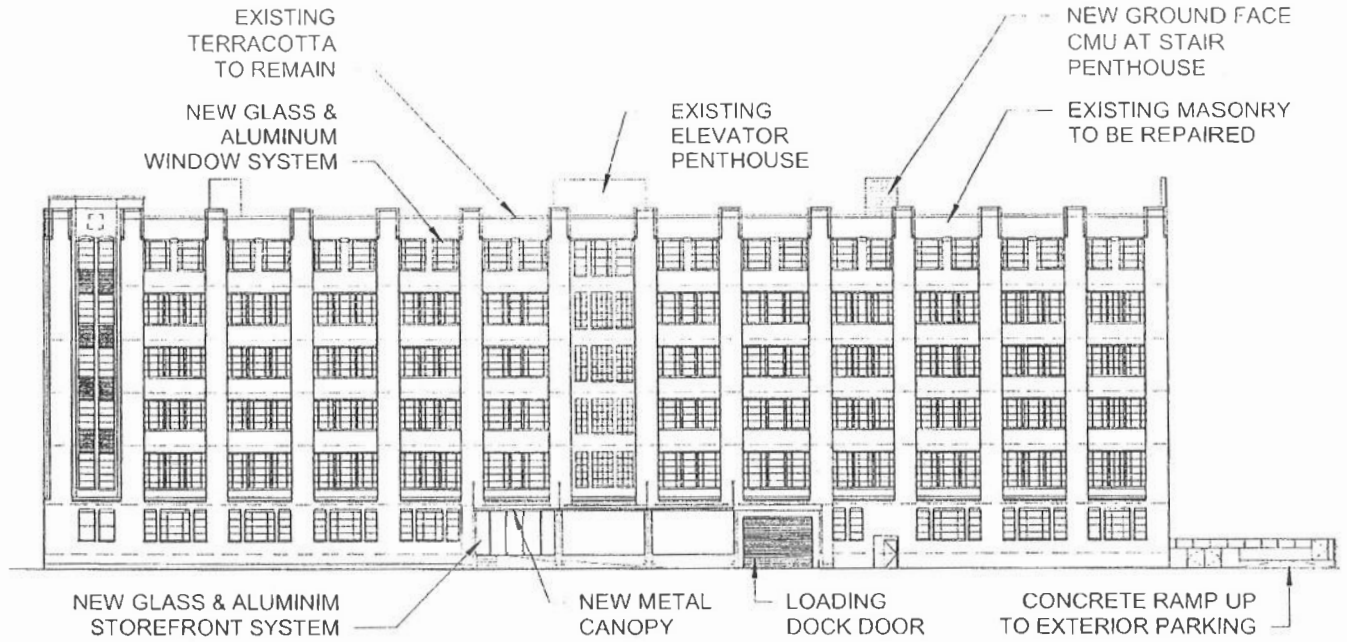 EXISTING
TERRACOTTA
TO REMAIN
NEW GLASS &
ALUMINUM
WINDOW SYSTEM
EXISTING
ELEVATOR
PENTHOUSE
NEW GROUND FACE
CMU AT STAIR
PENTHOUSE
EXISTING MASONRY
TO BE REPAIRED
NEW GLASS & ALUMINIM
STOREFRONT SYSTEM
NEW METAL
CANOPY
LOADING
DOCK DOOR
CONCRETE RAMP UP
TO EXTERIOR PARKING